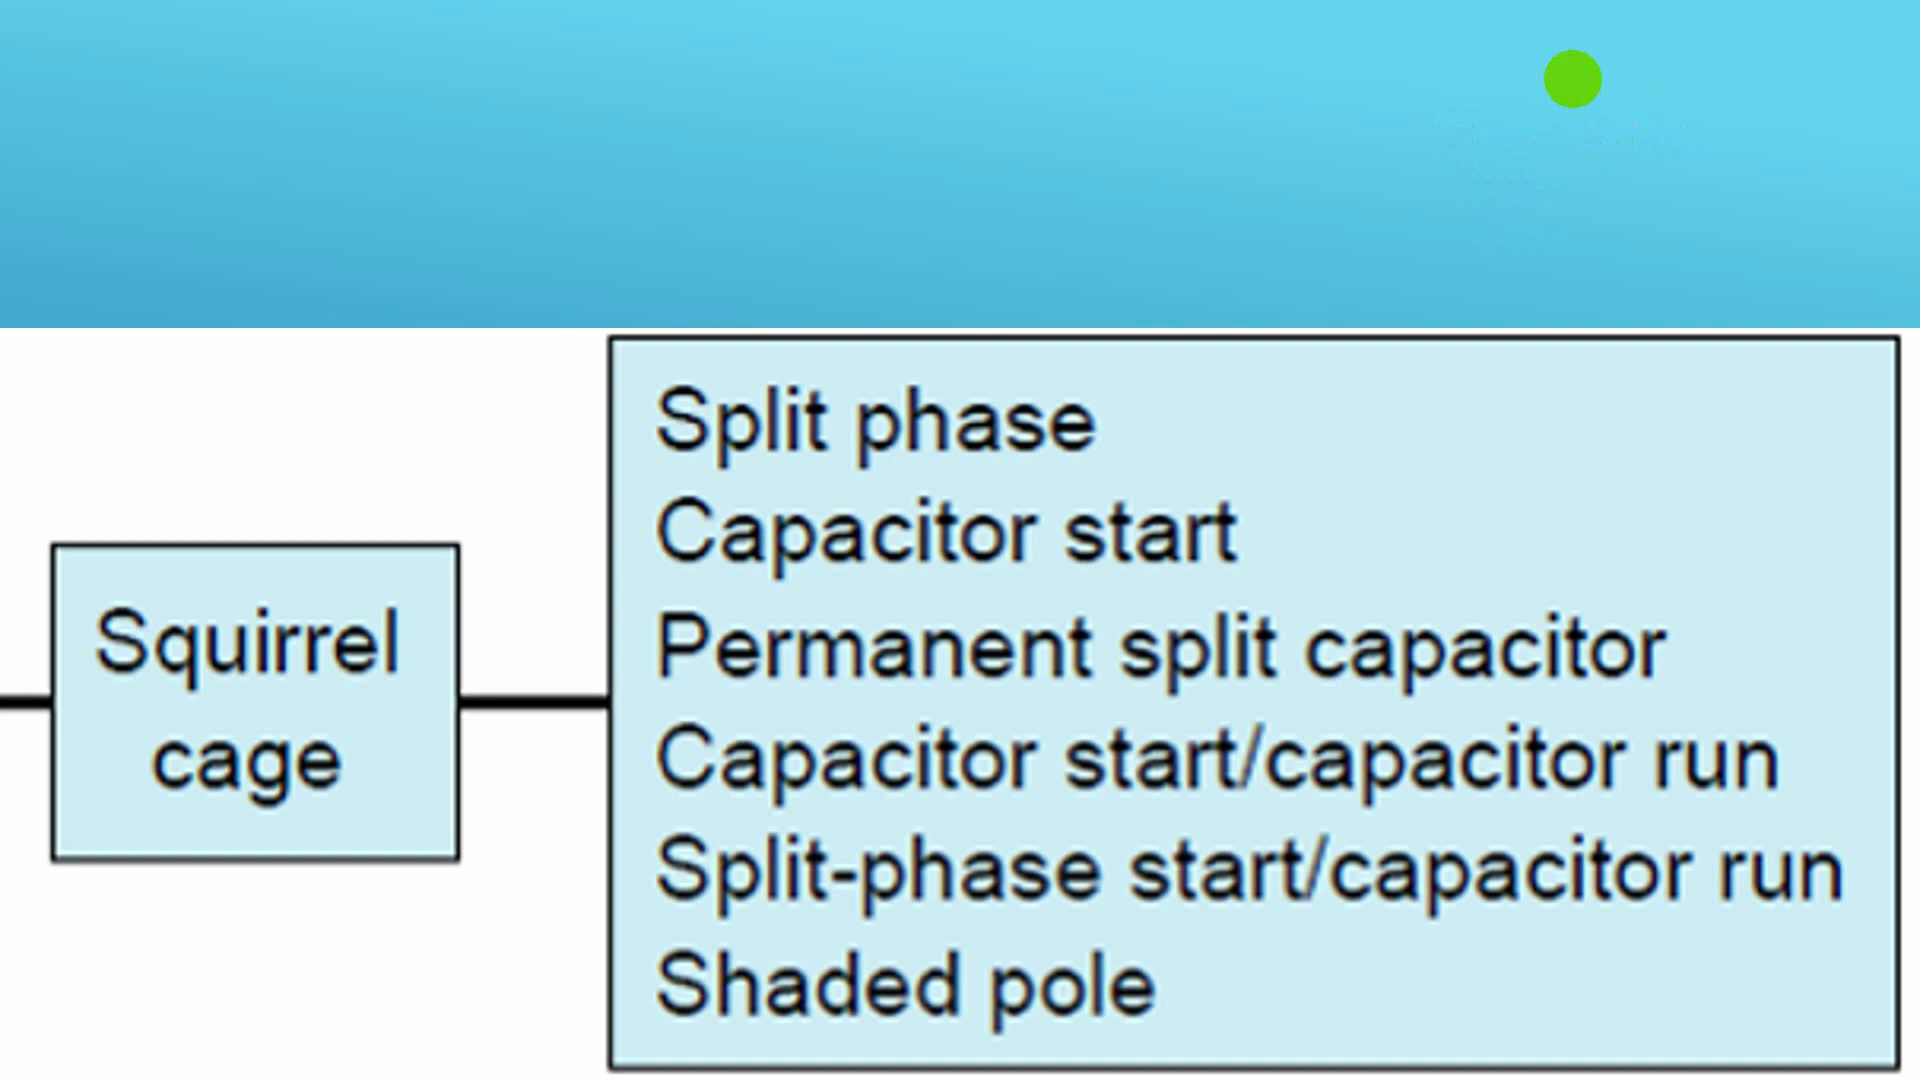 Squirrel
cage
Split phase
Capacitor start
Permanent split capacitor
Capacitor start/capacitor run
Split-phase start/capacitor run
Shaded pole